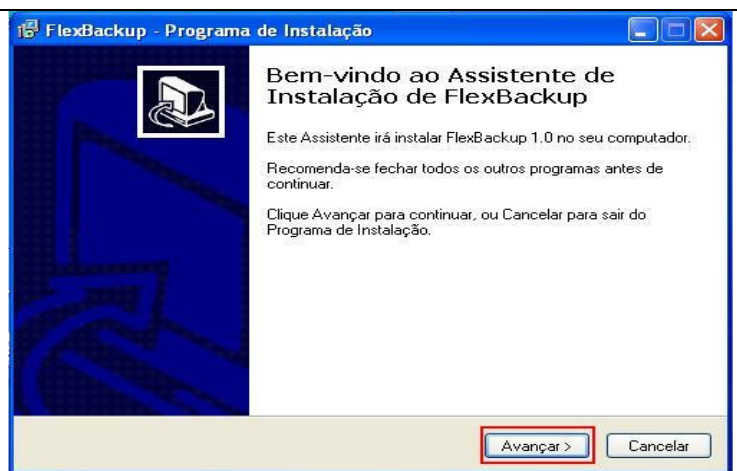 FlexBackup - Programa de Instalação
Bem-vindo ao Assistente de
Instalação de FlexBackup
Este Assistente irá instalar FlexBackup 1.0 no seu computador.
Recomenda-se fechar todos os outros programas antes de
continuar.
Clique Avançar para continuar, ou Cancelar para sair do
Programa de Instalação.
Avançar >
Cancelar